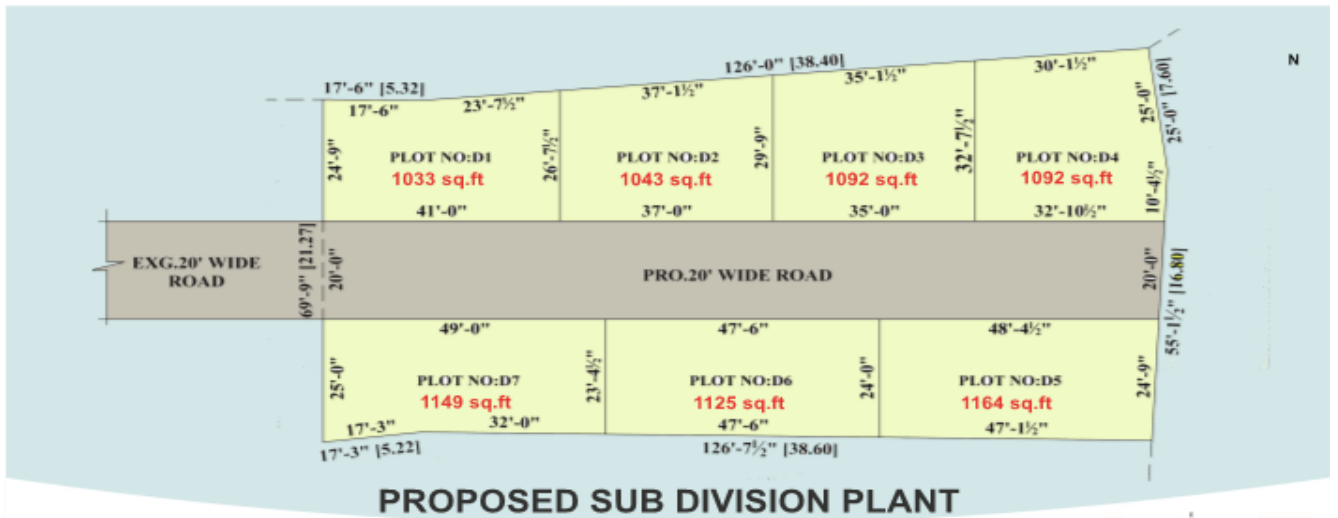 126'-0" [38.40]
17'-6" [5.32]
17'-6"
23'-7½"
37'-1½"
35'-1½"
30'-1½"
25'-0"
25'-0" [7.60]
N
24'-9"
PLOT NO:D1
1033 sq.ft
26'-7½"
PLOT NO:D2
1043 sq.ft
29'-9"
PLOT NO:D3
1092 sq.ft
32'-7½"
PLOT NO:D4
1092 sq.ft
10'-4½"
41'-0"
37'-0"
35'-0"
32'-10½"
EXG.20' WIDE
ROAD
69'-9" [21.27]
20'-0"
PRO.20' WIDE ROAD
20'-0"
55'-1½" [16.80]
49'-0"
47'-6"
48'-4½"
25'-0"
PLOT NO:D7
1149 sq.ft
23'-4½"
PLOT NO:D6
1125 sq.ft
24'-0"
PLOT NO:D5
1164 sq.ft
24'-9"
17'-3"
32'-0"
47'-6"
47'-1½"
17'-3" [5.22]
126'-7½" [38.60]
PROPOSED SUB DIVISION PLANT